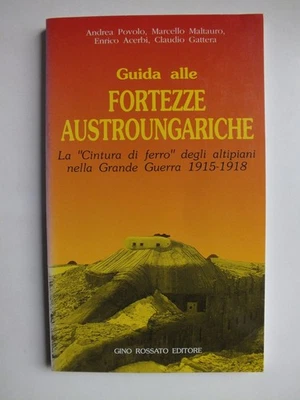 Andrea Povolo, Marcello Maltauro,
Enrico Acerbi, Claudio Gattera
Guida alle
FORTEZZE
AUSTROUNGARICHE
La "Cintura di ferro" degli altipiani
nella Grande Guerra 1915-1918
GINO ROSSATO EDITORE